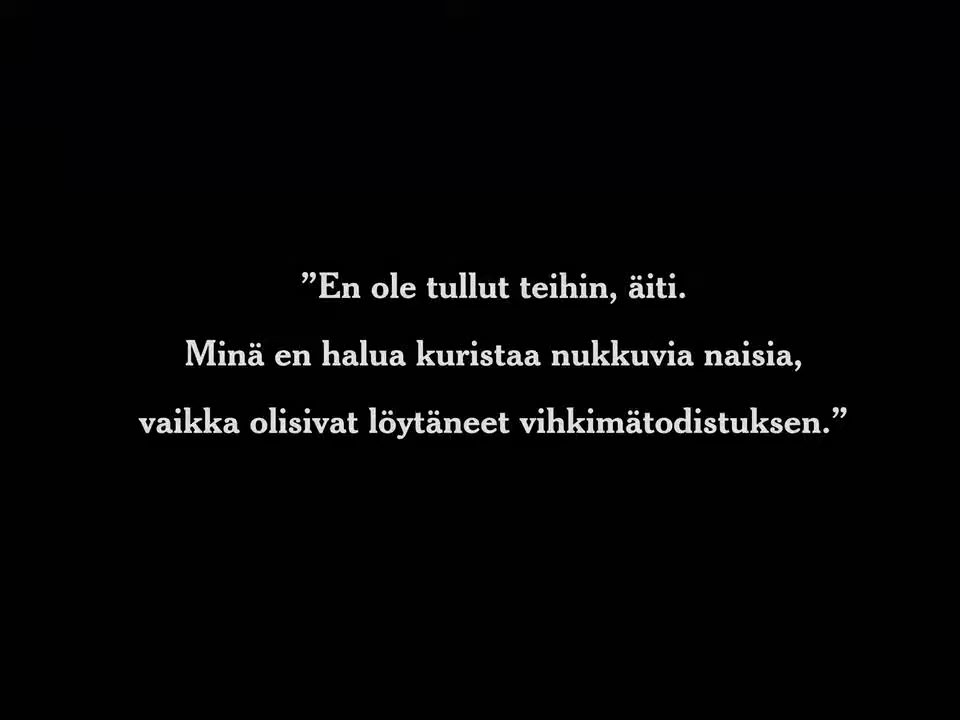 ”En ole tullut teihin, äiti.
Minä en halua kuristaa nukkuvia naisia,
vaikka olisivat löytäneet vihkimätodistuksen.”